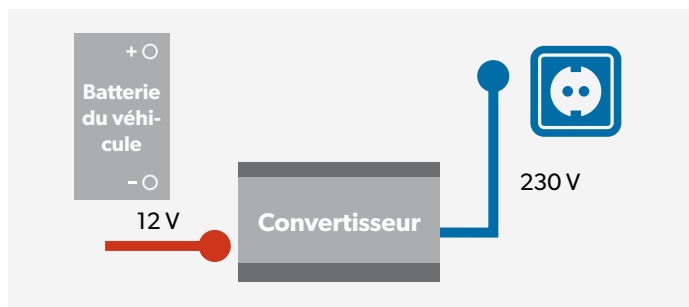 +
Batterie
du véhi-
cule
-
12 V
Convertisseur
230 V